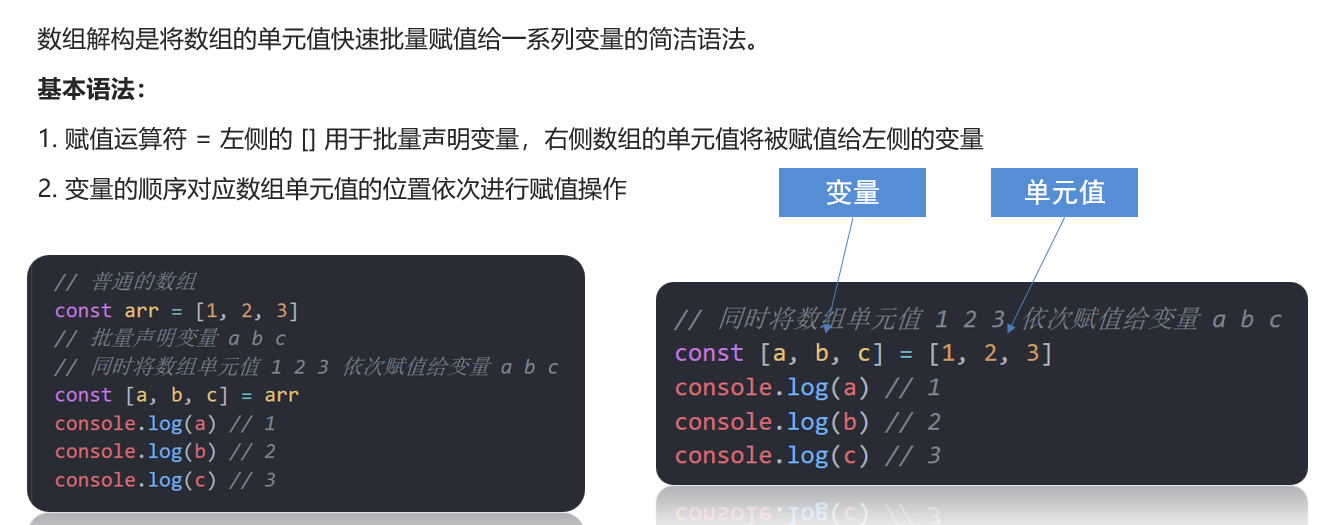 数组解构是将数组的单元值快速批量赋值给一系列变量的简洁语法。
基本语法：
1. 赋值运算符 = 左侧的 [] 用于批量声明变量，右侧数组的单元值将被赋值给左侧的变量
2. 变量的顺序对应数组单元值的位置依次进行赋值操作
变量
单元值
// 普通的数组
const arr = [1, 2, 3]
// 批量声明变量 a b c
// 同时将数组单元值 1 2 3 依次赋值给变量 a b c
const [a, b, c] = arr
console.log(a) // 1
console.log(b) // 2
console.log(c) // 3
// 同时将数组单元值 1 2 3 依次赋值给变量 a b c
const [a, b, c] = [1, 2, 3]
console.log(a) // 1
console.log(b) // 2
console.log(c) // 3